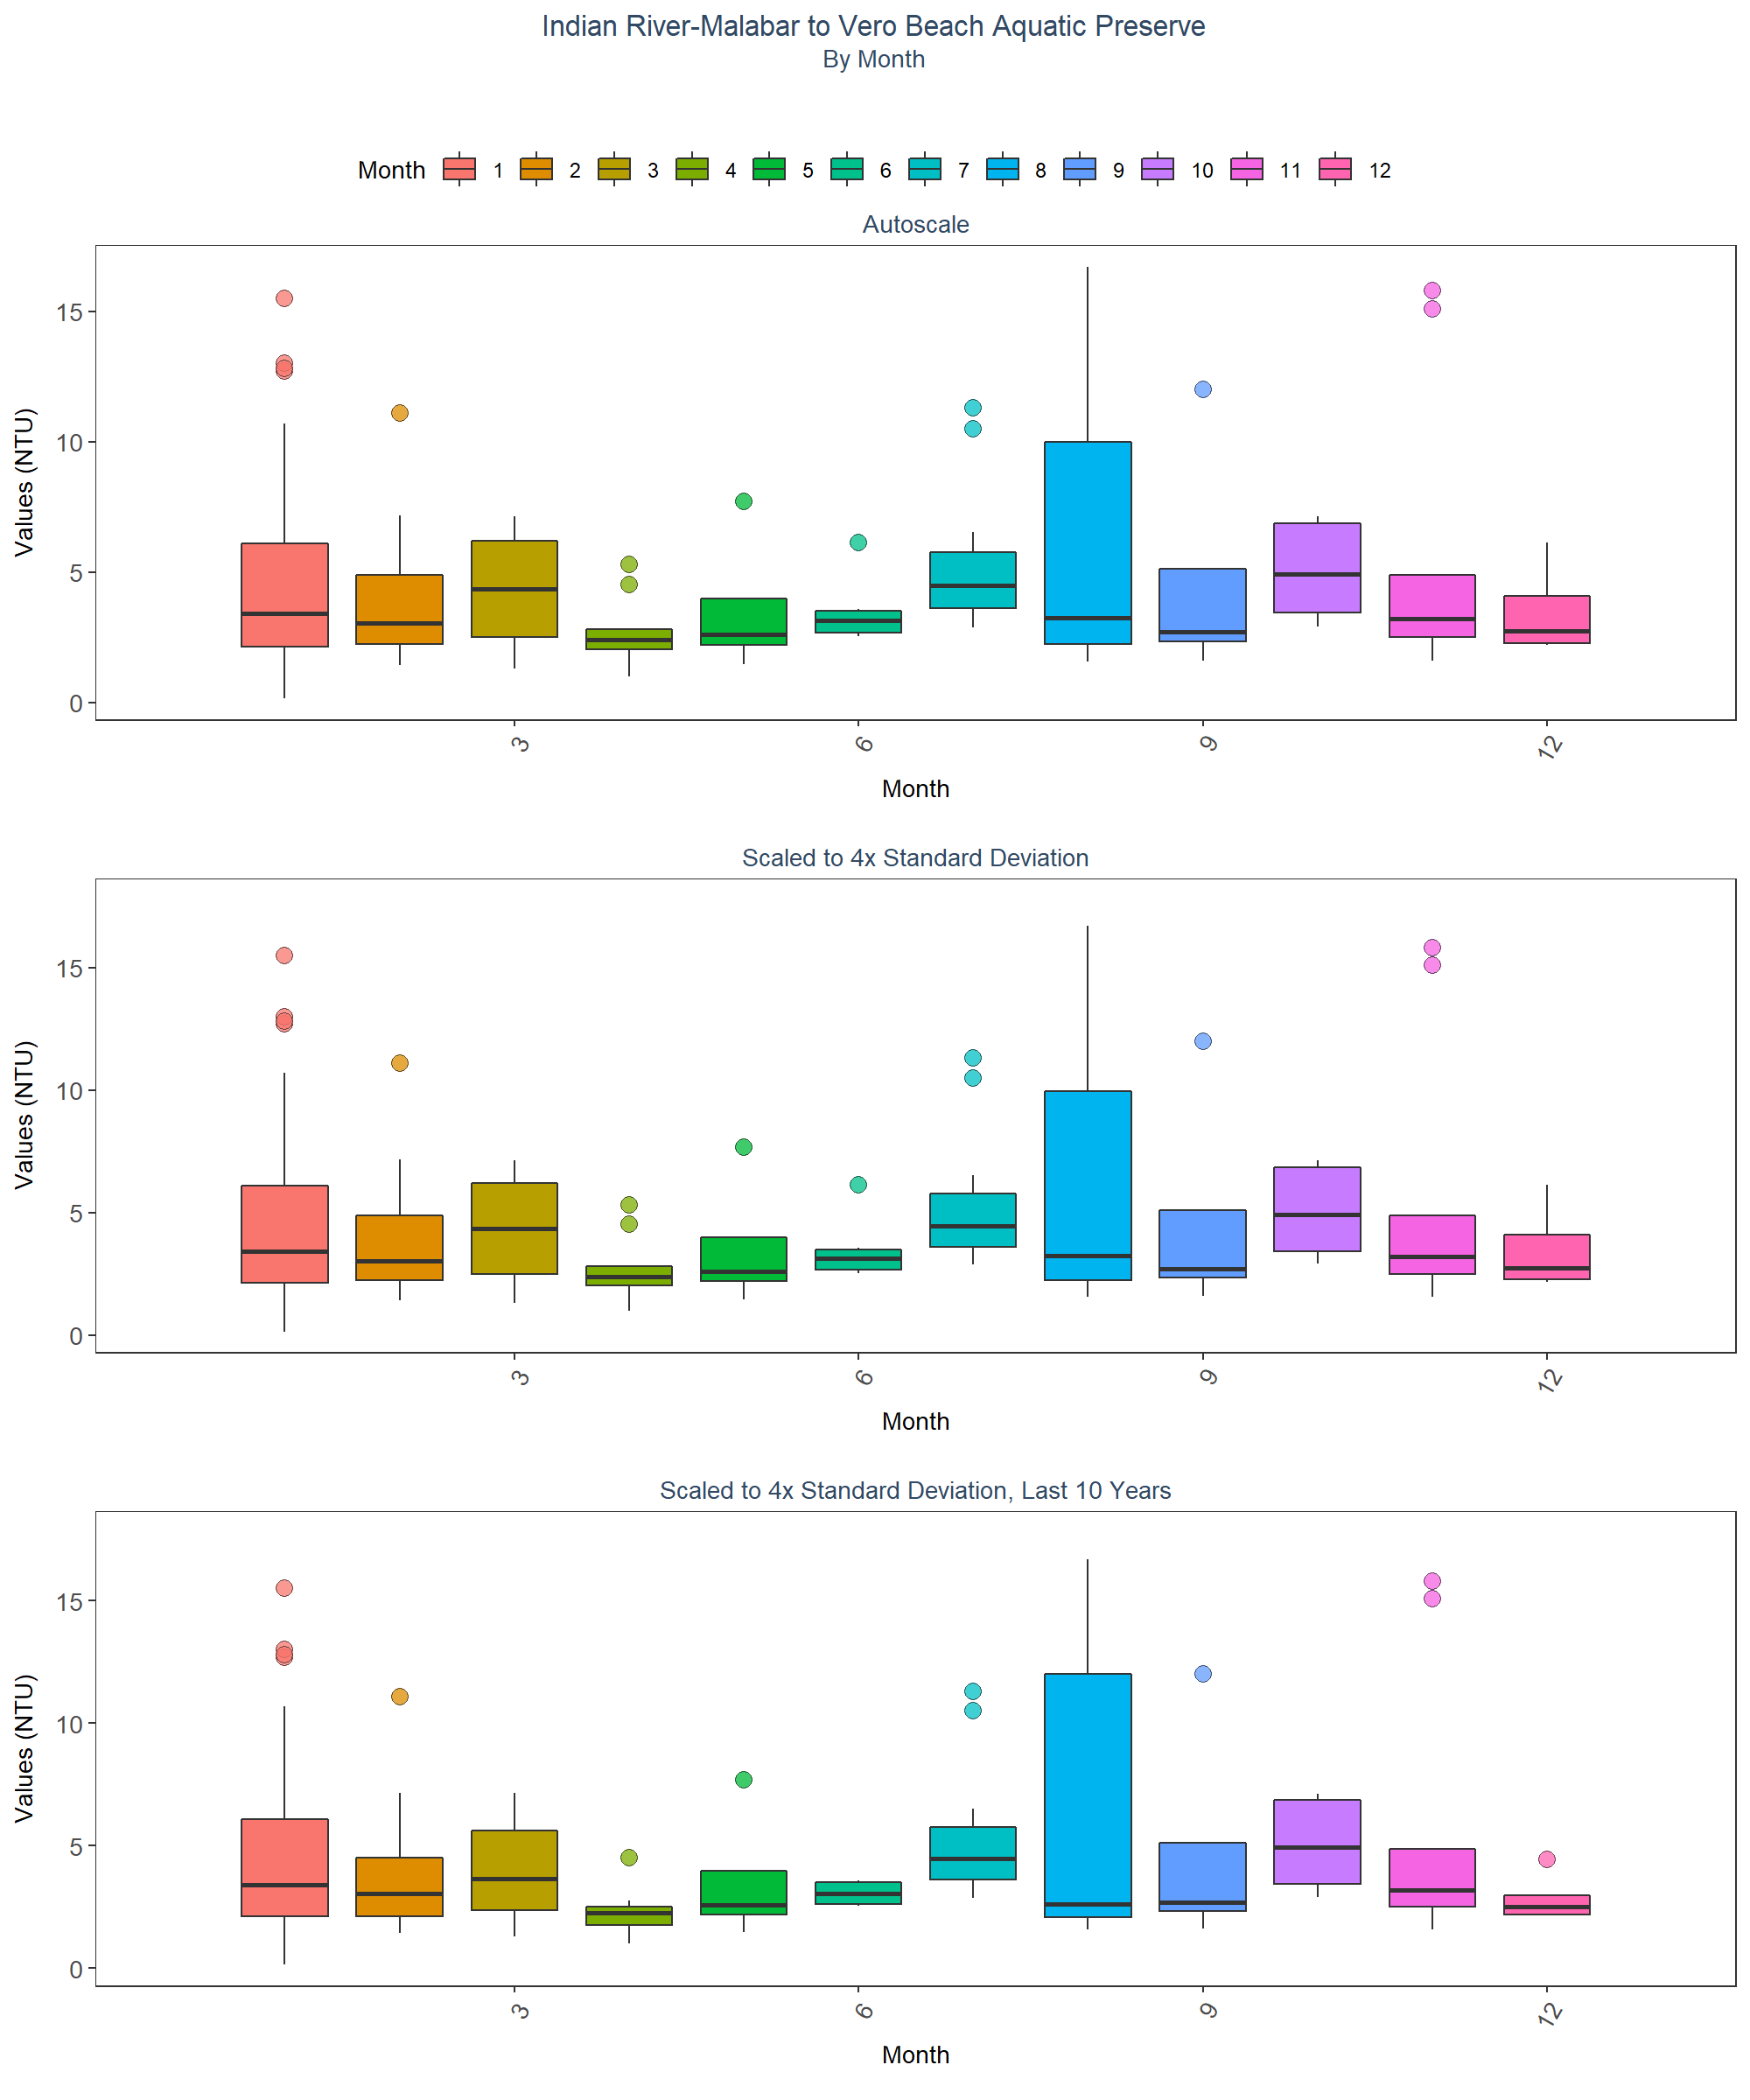 Indian River-Malabar to Vero Beach Aquatic Preserve
By Month
Month 1 2 3 4 5 6 7 8 9 10 11 12
Autoscale
Values (NTU)
15
10
5
0
3 6 9 12
Month
Scaled to 4x Standard Deviation
Values (NTU)
15
10
5
0
3 6 9 12
Month
Scaled to 4x Standard Deviation, Last 10 Years
Values (NTU)
15
10
5
0
3 6 9 12
Month